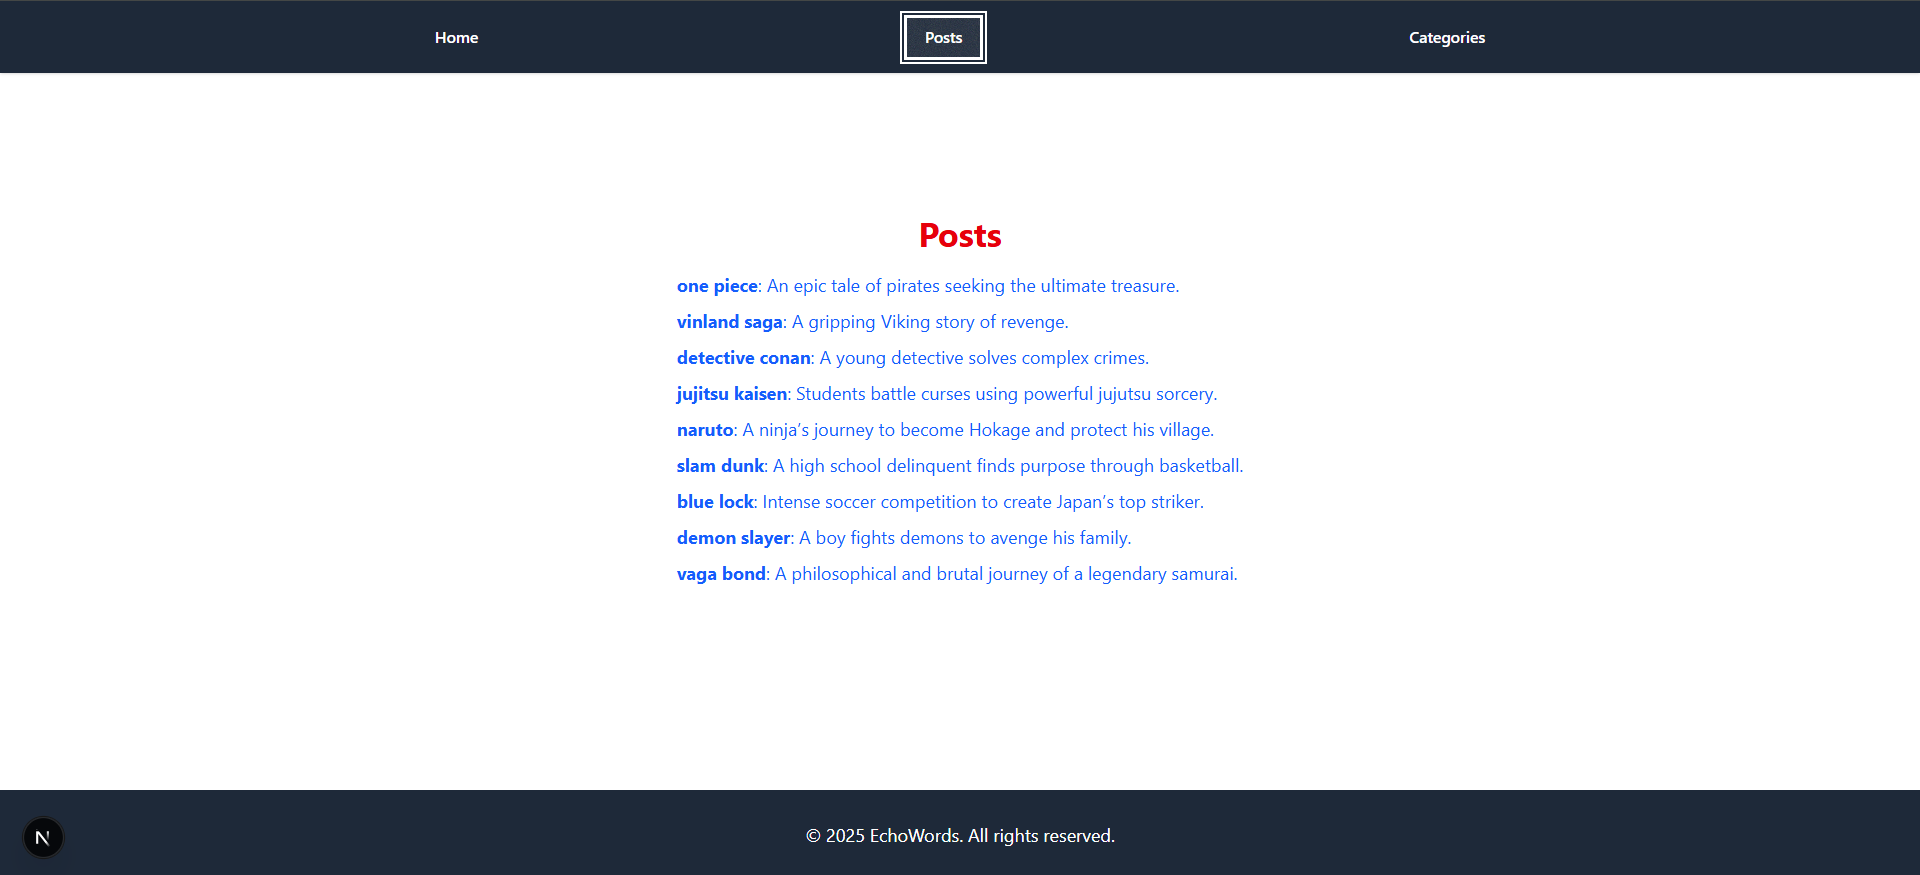 Home
Posts
Categories
Posts
one piece: An epic tale of pirates seeking the ultimate treasure.
vinland saga: A gripping Viking story of revenge.
detective conan: A young detective solves complex crimes.
jujitsu kaisen: Students battle curses using powerful jujutsu sorcery.
naruto: A ninja’s journey to become Hokage and protect his village.
slam dunk: A high school delinquent finds purpose through basketball.
blue lock: Intense soccer competition to create Japan’s top striker.
demon slayer: A boy fights demons to avenge his family.
vaga bond: A philosophical and brutal journey of a legendary samurai.
N
© 2025 EchoWords. All rights reserved.